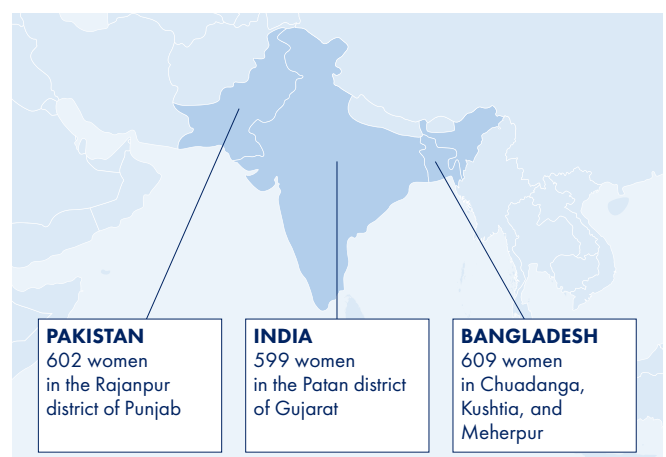 PAKISTAN
602 women
in the Rajanpur
district of Punjab
INDIA
599 women
in the Patan district
of Gujarat
BANGLADESH
609 women
in Chuadanga,
Kushtia, and
Meherpur